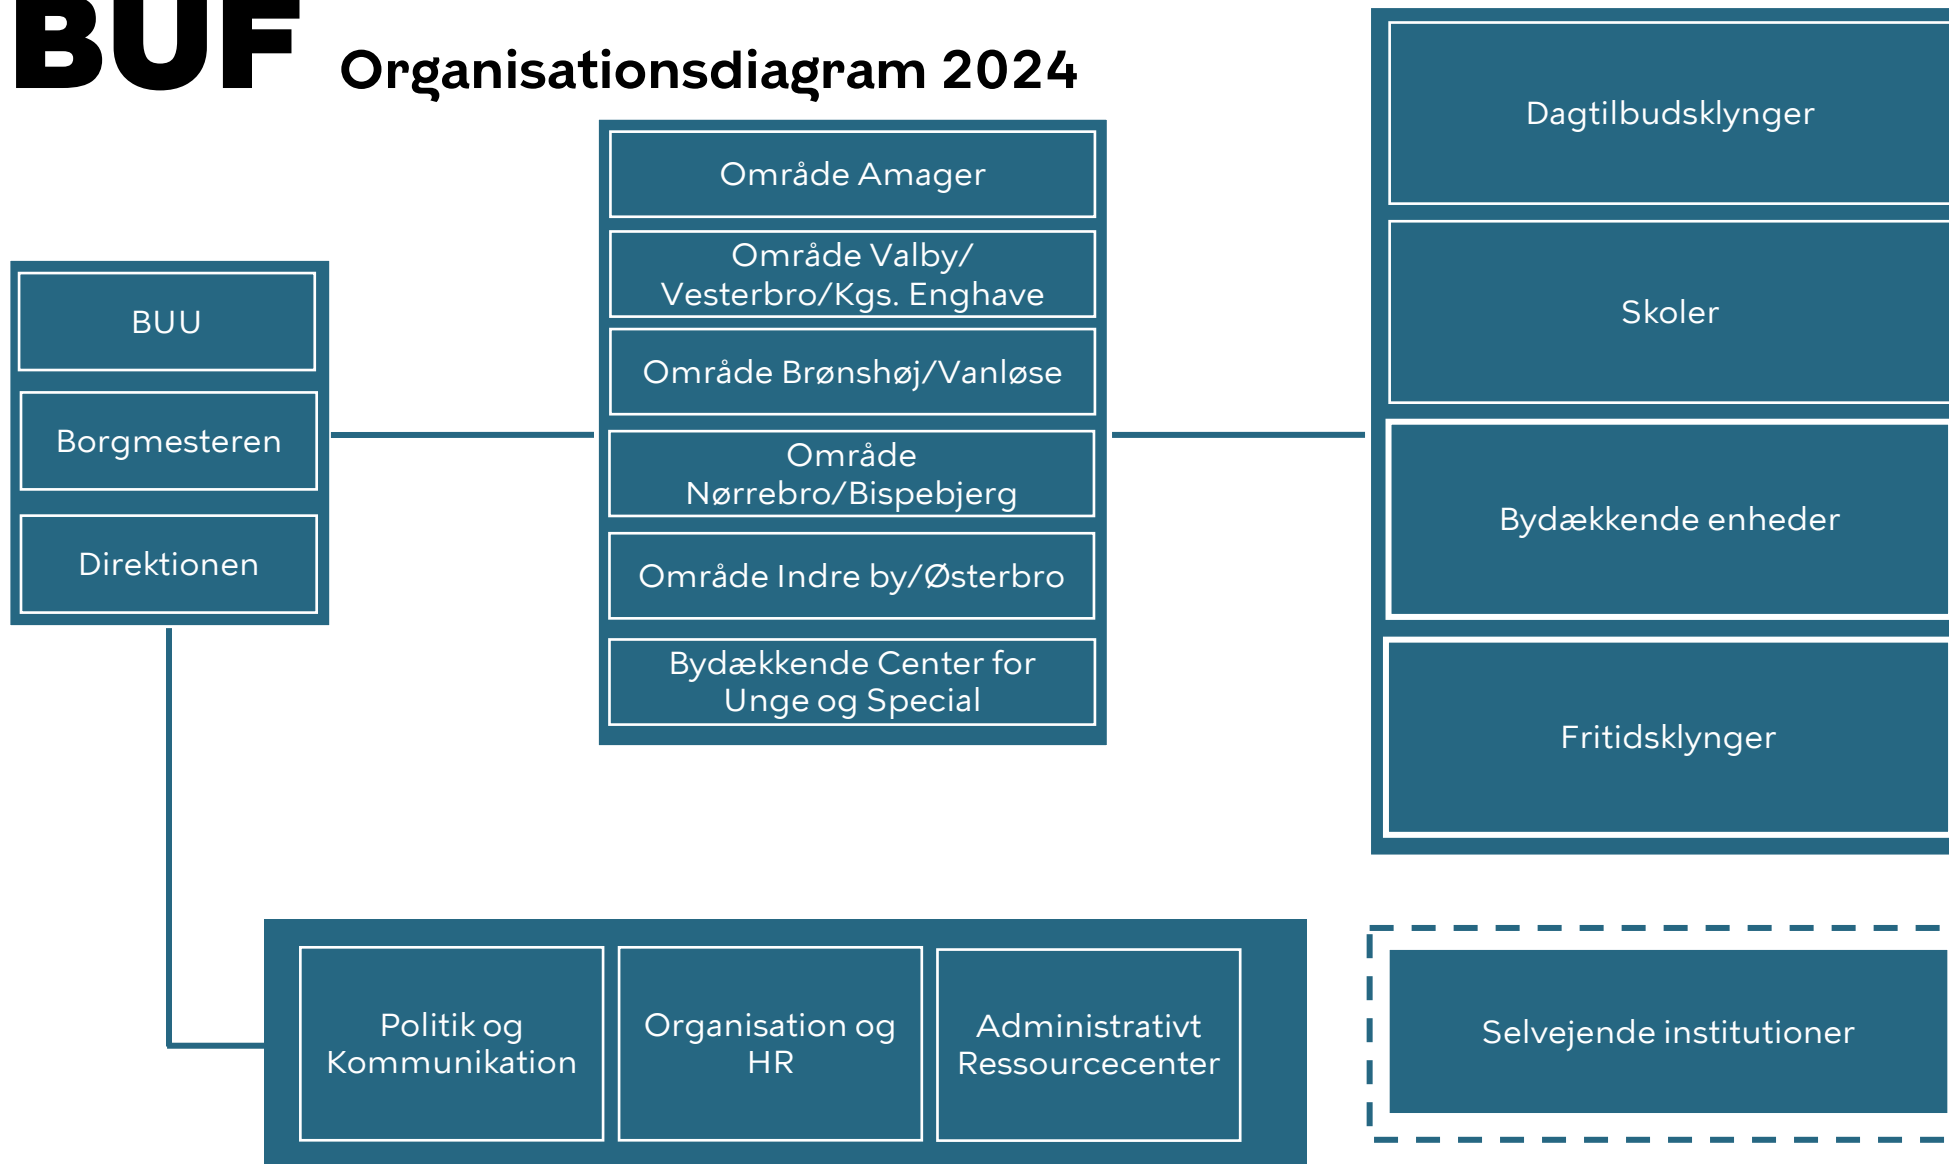 BUF Organisationsdiagram 2024
BUU
Borgmesteren
Direktionen
Område Amager
Område Valby/
Vesterbro/Kgs. Enghave
Område Brønshøj/Vanløse
Område
Nørrebro/Bispebjerg
Område Indre by/Østerbro
Bydækkende Center for
Unge og Special
Dagtilbudsklynger
Skoler
Bydækkende enheder
Fritidsklynger
Politik og
Kommunikation
Organisation og
HR
Administrativt
Ressourcecenter
Selvejende institutioner